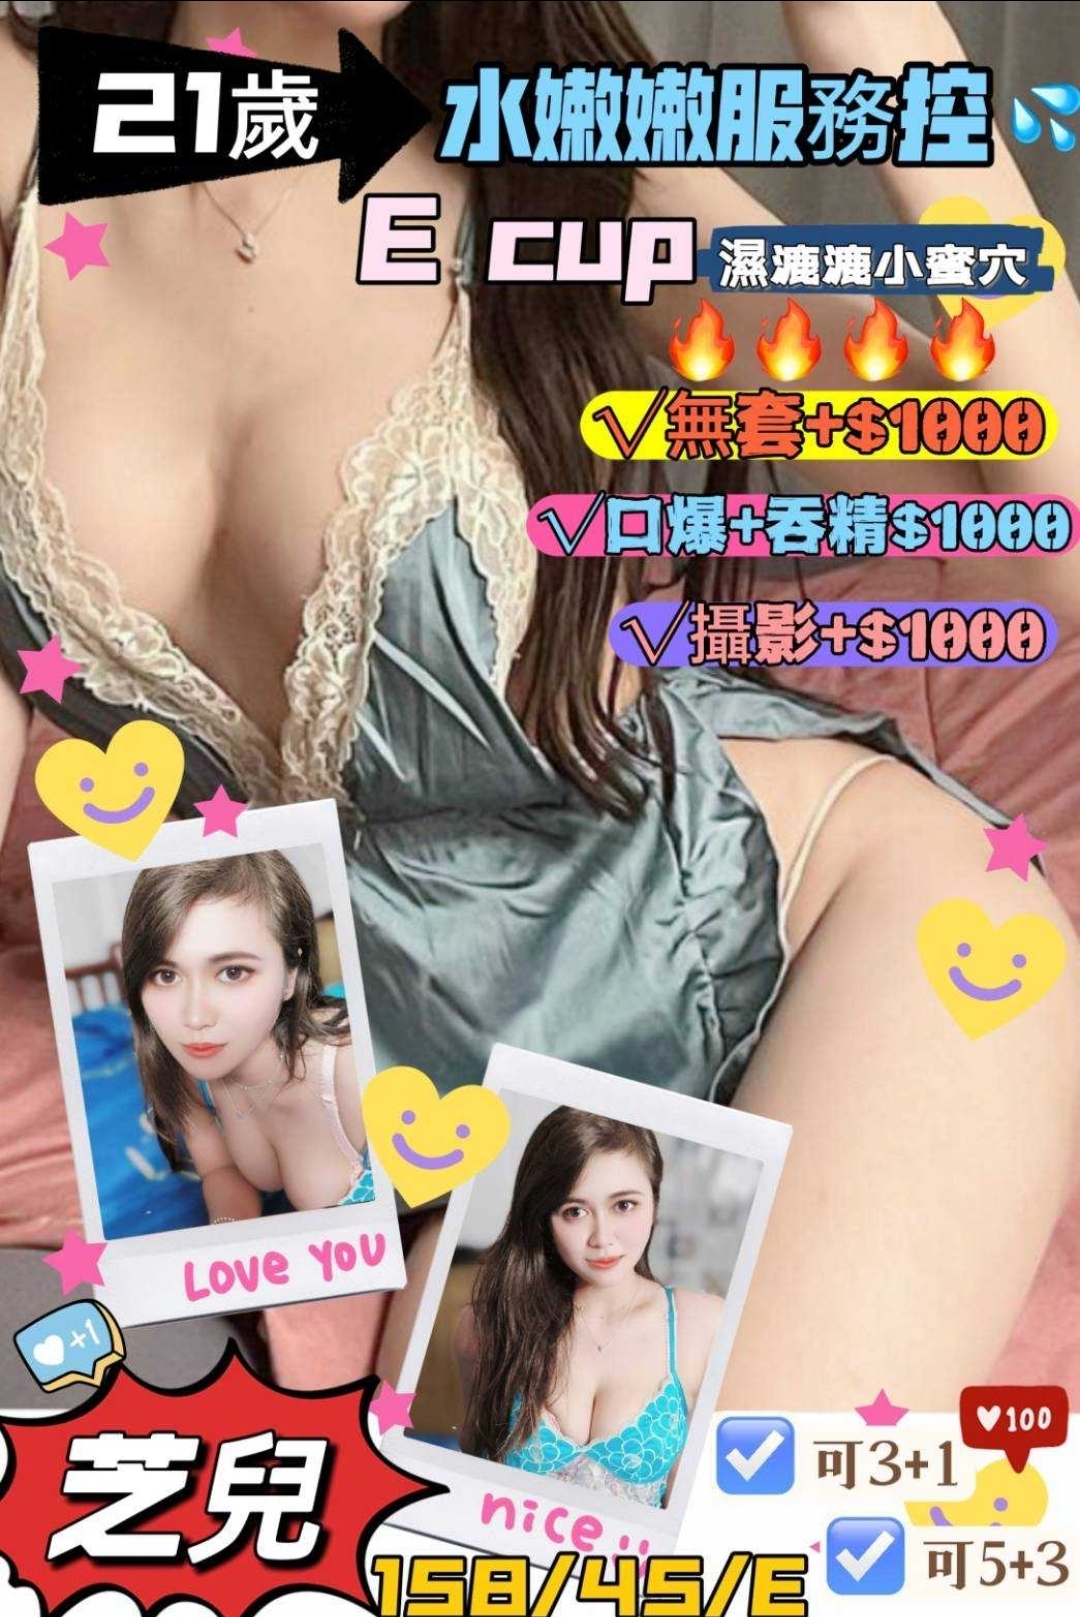 21歲
水嫩嫩服務控
E cup
濕漉漉小蜜穴
√無套+$1000
√口爆+吞精$1000
√攝影+$1000
Love you
nice
+1
芝兒
158/45/E
100
可3+1
可5+3